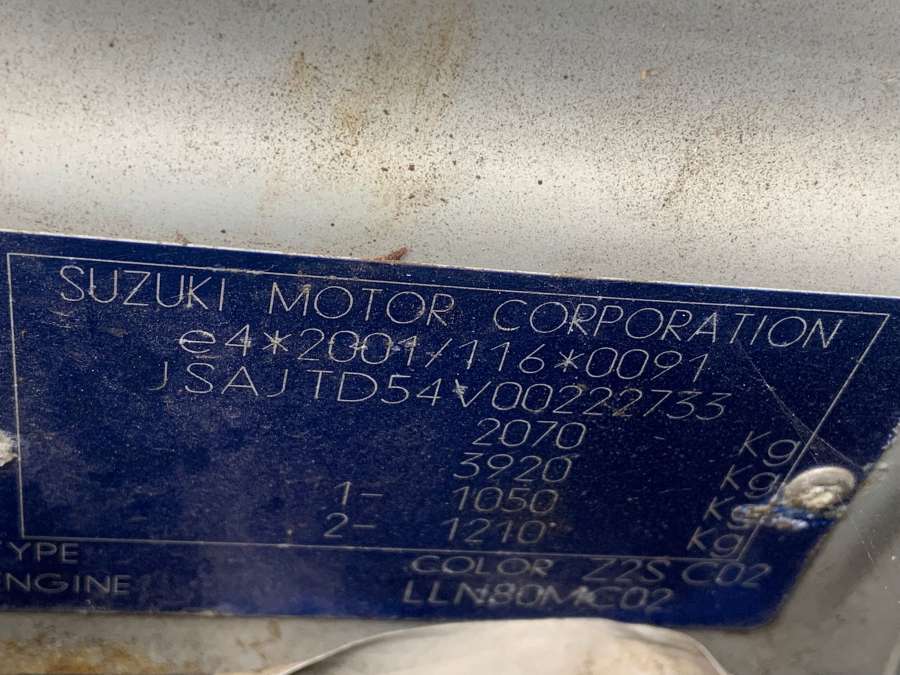 SUZUKI MOTOR CORPORATION
e4*2001/116*0091
JSAJTD54V00222733
2070 Kg
3920 Kg
1- 1050 Kg
2- 1210 Kg
TYPE COLOR Z2S C02
ENGINE LLN80MC02